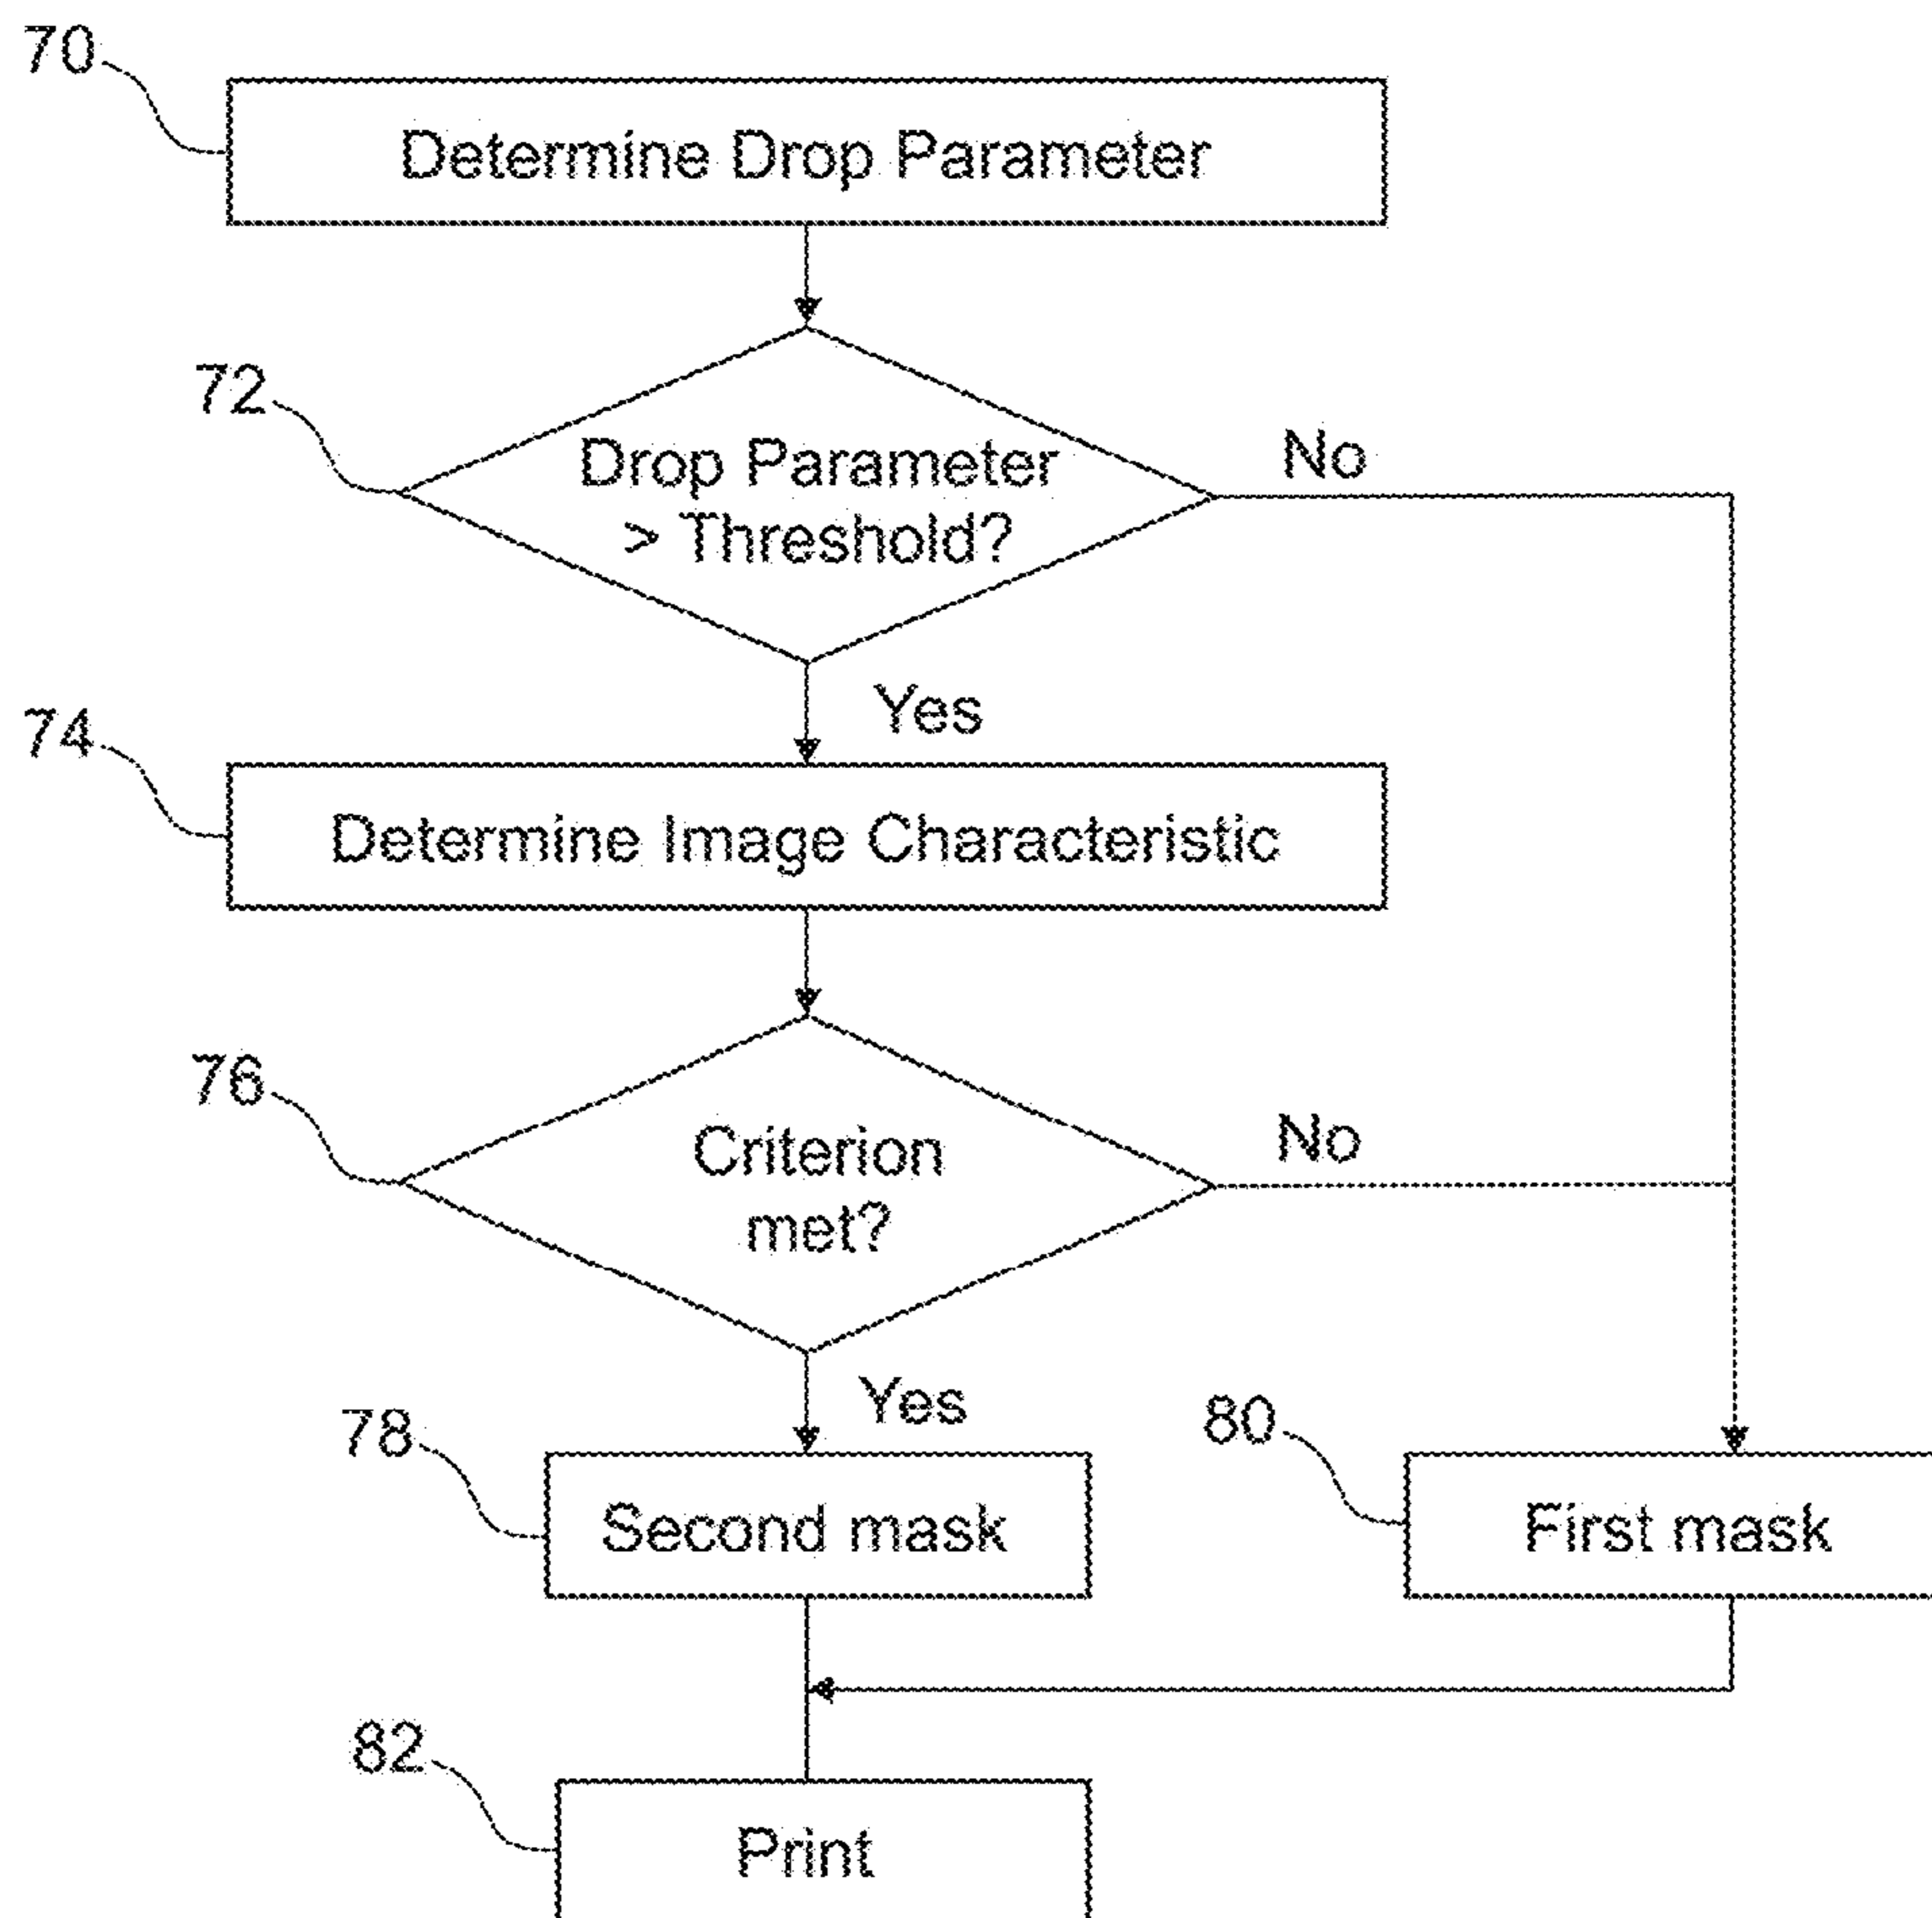 70
Determine Drop Parameter
72
Drop Parameter
> Threshold?
No
Yes
74
Determine Image Characteristic
76
Criterion
met?
No
Yes
78
Second mask
80
First mask
82
Print